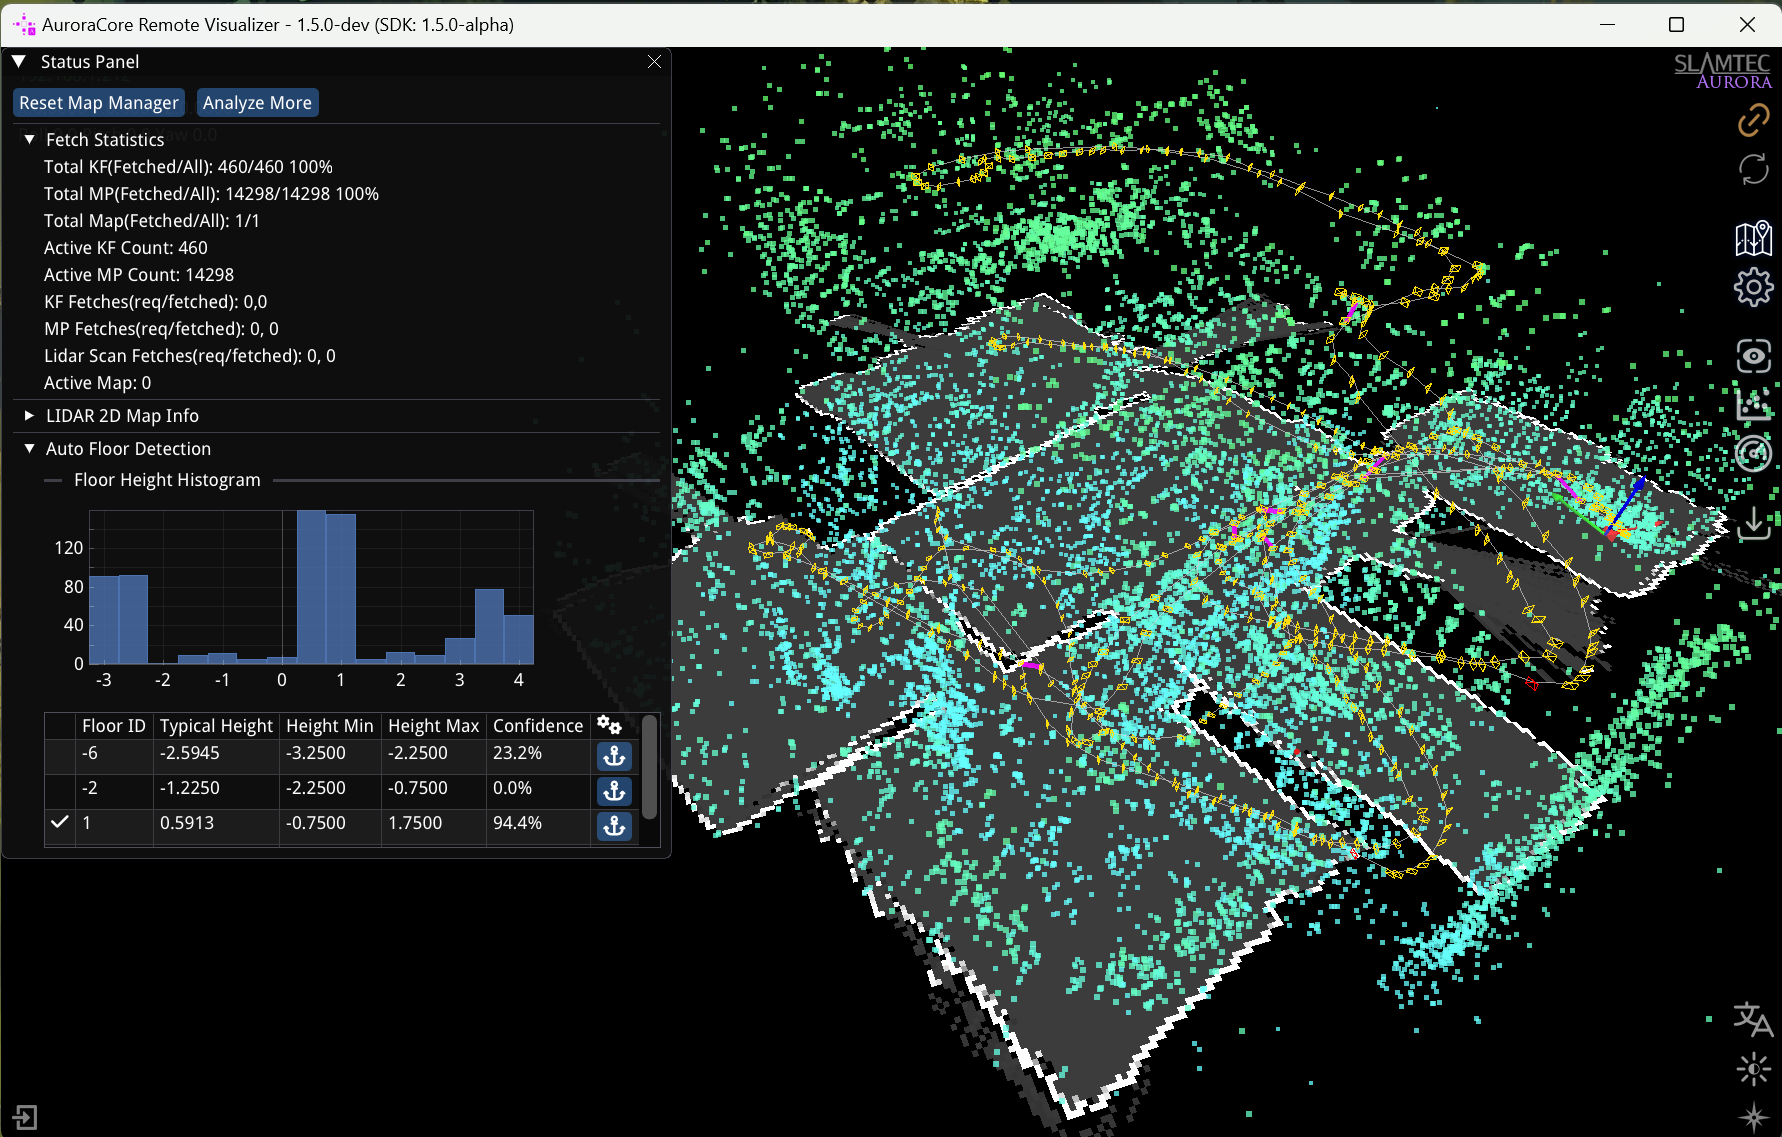 AuroraCore Remote Visualizer - 1.5.0-dev (SDK: 1.5.0-alpha)
SLAMTEC
AURORA
Status Panel
Reset Map Manager
Analyze More
Fetch Statistics
Total KF(Fetched/All): 460/460 100%
Total MP(Fetched/All): 14298/14298 100%
Total Map(Fetched/All): 1/1
Active KF Count: 460
Active MP Count: 14298
KF Fetches(req/fetched): 0,0
MP Fetches(req/fetched): 0, 0
Lidar Scan Fetches(req/fetched): 0, 0
Active Map: 0
LIDAR 2D Map Info
Auto Floor Detection
Floor Height Histogram
120
80
40
0
-3 -2 -1 0 1 2 3 4
Floor ID Typical Height Height Min Height Max Confidence
-6 -2.5945 -3.2500 -2.2500 23.2%
-2 -1.2250 -2.2500 -0.7500 0.0%
1 0.5913 -0.7500 1.7500 94.4%